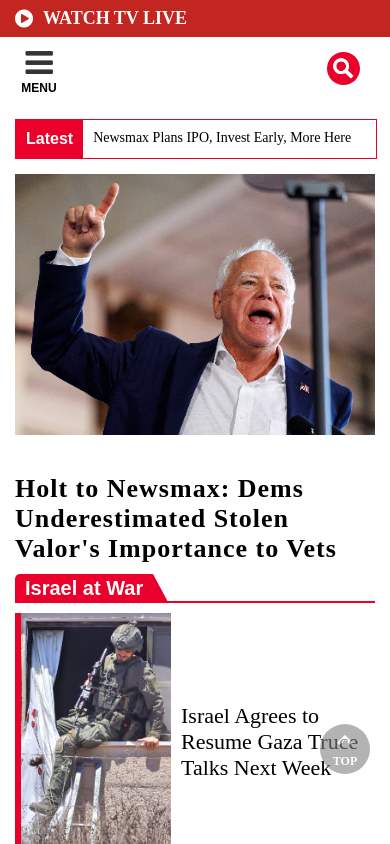 WATCH TV LIVE
MENU
Latest
Newsmax Plans IPO, Invest Early, More Here
Holt to Newsmax: Dems
Underestimated Stolen
Valor's Importance to Vets
Israel at War
Israel Agrees to
Resume Gaza Truce
Talks Next Week
TOP